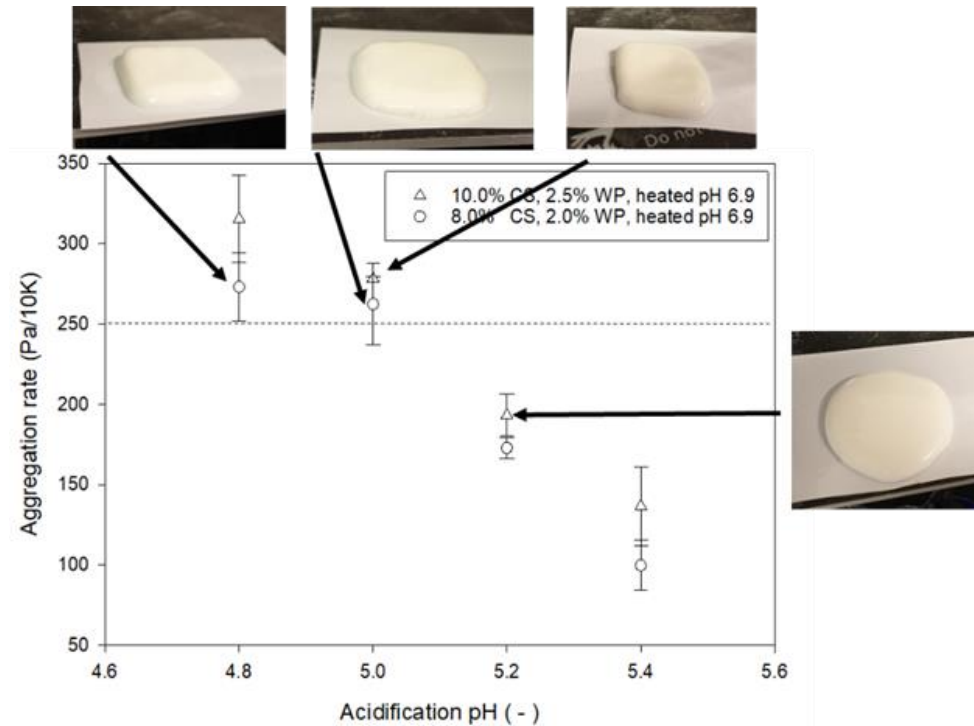 Do not
350
300
250
200
150
100
50
Aggregation rate (Pa/10K)
10.0% CS, 2.5% WP, heated pH 6.9
8.0% CS, 2.0% WP, heated pH 6.9
4.6 4.8 5.0 5.2 5.4 5.6
Acidification pH ( - )